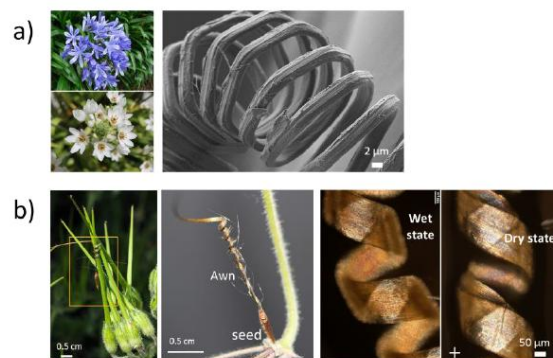 a)
2 µm
b)
0.5 cm
Awn
seed
0.5 cm
Wet
state
Dry state
50 µm